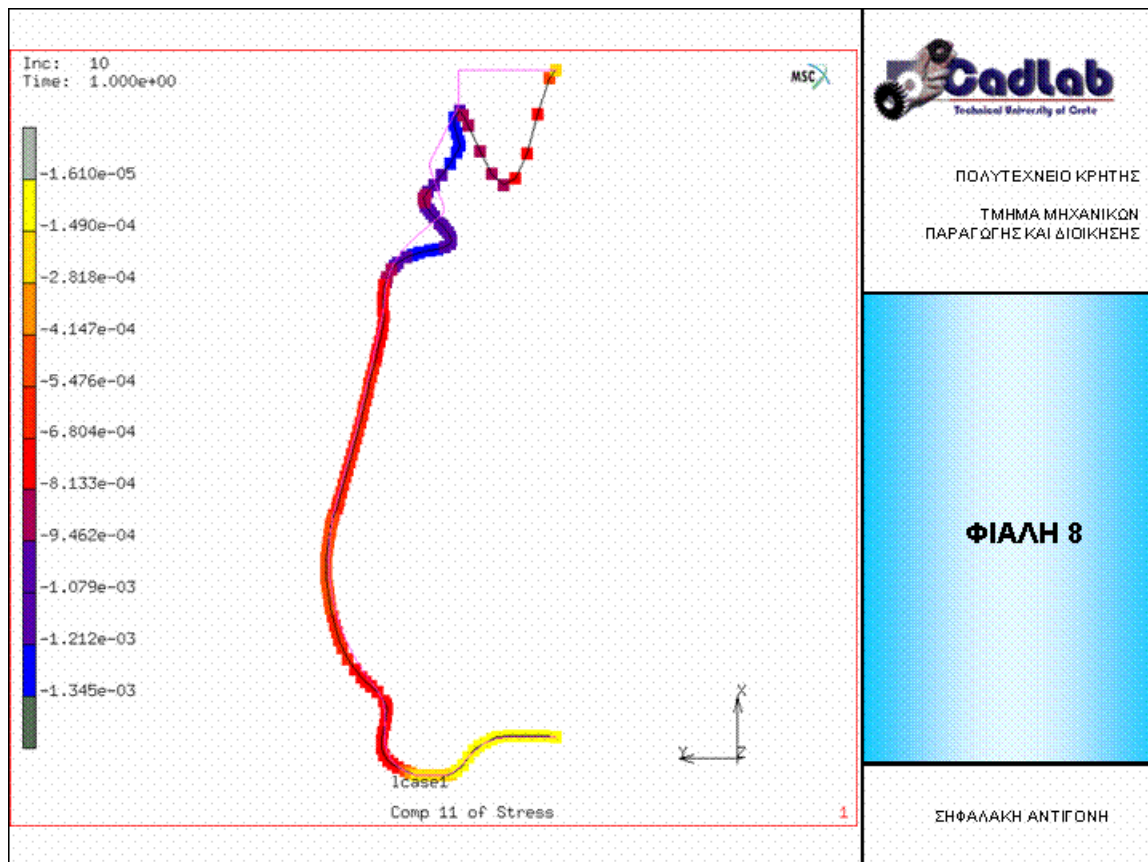 Inc: 10
Time: 1.000e+00
MSC
-1.610e-05
-1.490e-04
-2.818e-04
-4.147e-04
-5.476e-04
-6.804e-04
-8.133e-04
-9.462e-04
-1.079e-03
-1.212e-03
-1.345e-03
X
Y
Z
lcase1
Comp 11 of Stress
1
CadLab
Technical University of Crete
ΠΟΛΥΤΕΧΝΕΙΟ ΚΡΗΤΗΣ
ΤΜΗΜΑ ΜΗΧΑΝΙΚΩΝ
ΠΑΡΑΓΩΓΗΣ ΚΑΙ ΔΙΟΙΚΗΣΗΣ
ΦΙΑΛΗ 8
ΣΗΦΑΛΑΚΗ ΑΝΤΙΓΟΝΗ